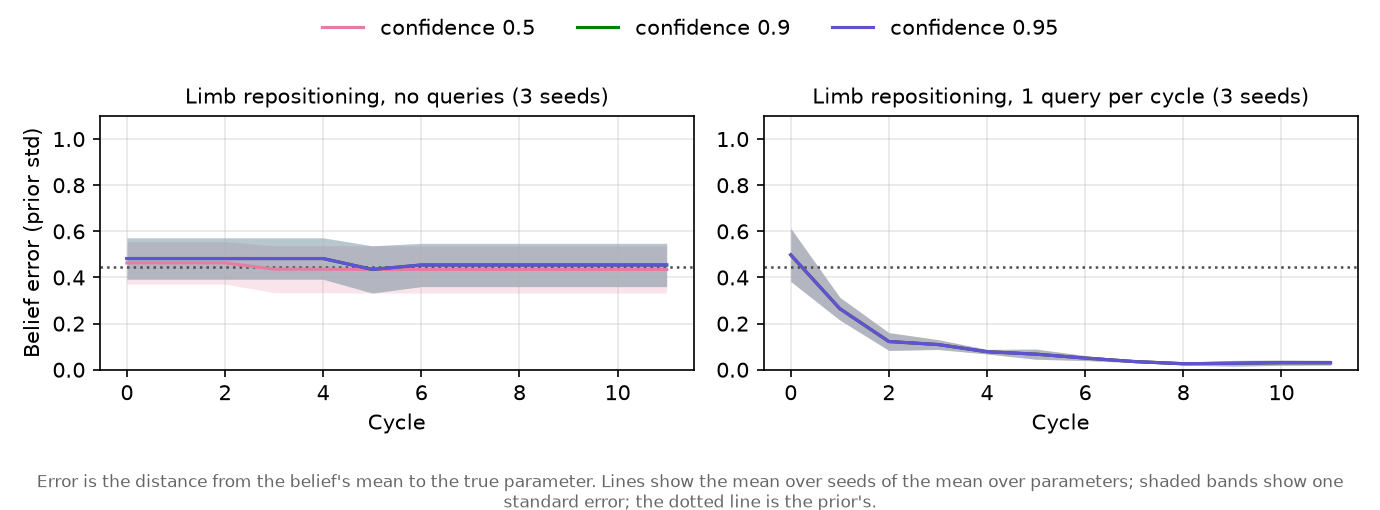 confidence 0.5
confidence 0.9
confidence 0.95
Limb repositioning, no queries (3 seeds)
Limb repositioning, 1 query per cycle (3 seeds)
Belief error (prior std)
1.0
0.8
0.6
0.4
0.2
0.0
0 2 4 6 8 10
Cycle
1.0
0.8
0.6
0.4
0.2
0.0
0 2 4 6 8 10
Cycle
Error is the distance from the belief's mean to the true parameter. Lines show the mean over seeds of the mean over parameters; shaded bands show one
standard error; the dotted line is the prior's.